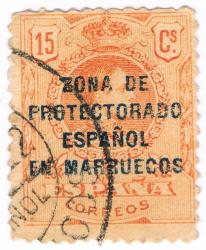 15 Cs.
ZONA DE
PROTECTORADO
ESPAÑOL
EN MARRUECOS
ESPAÑA
CORREOS